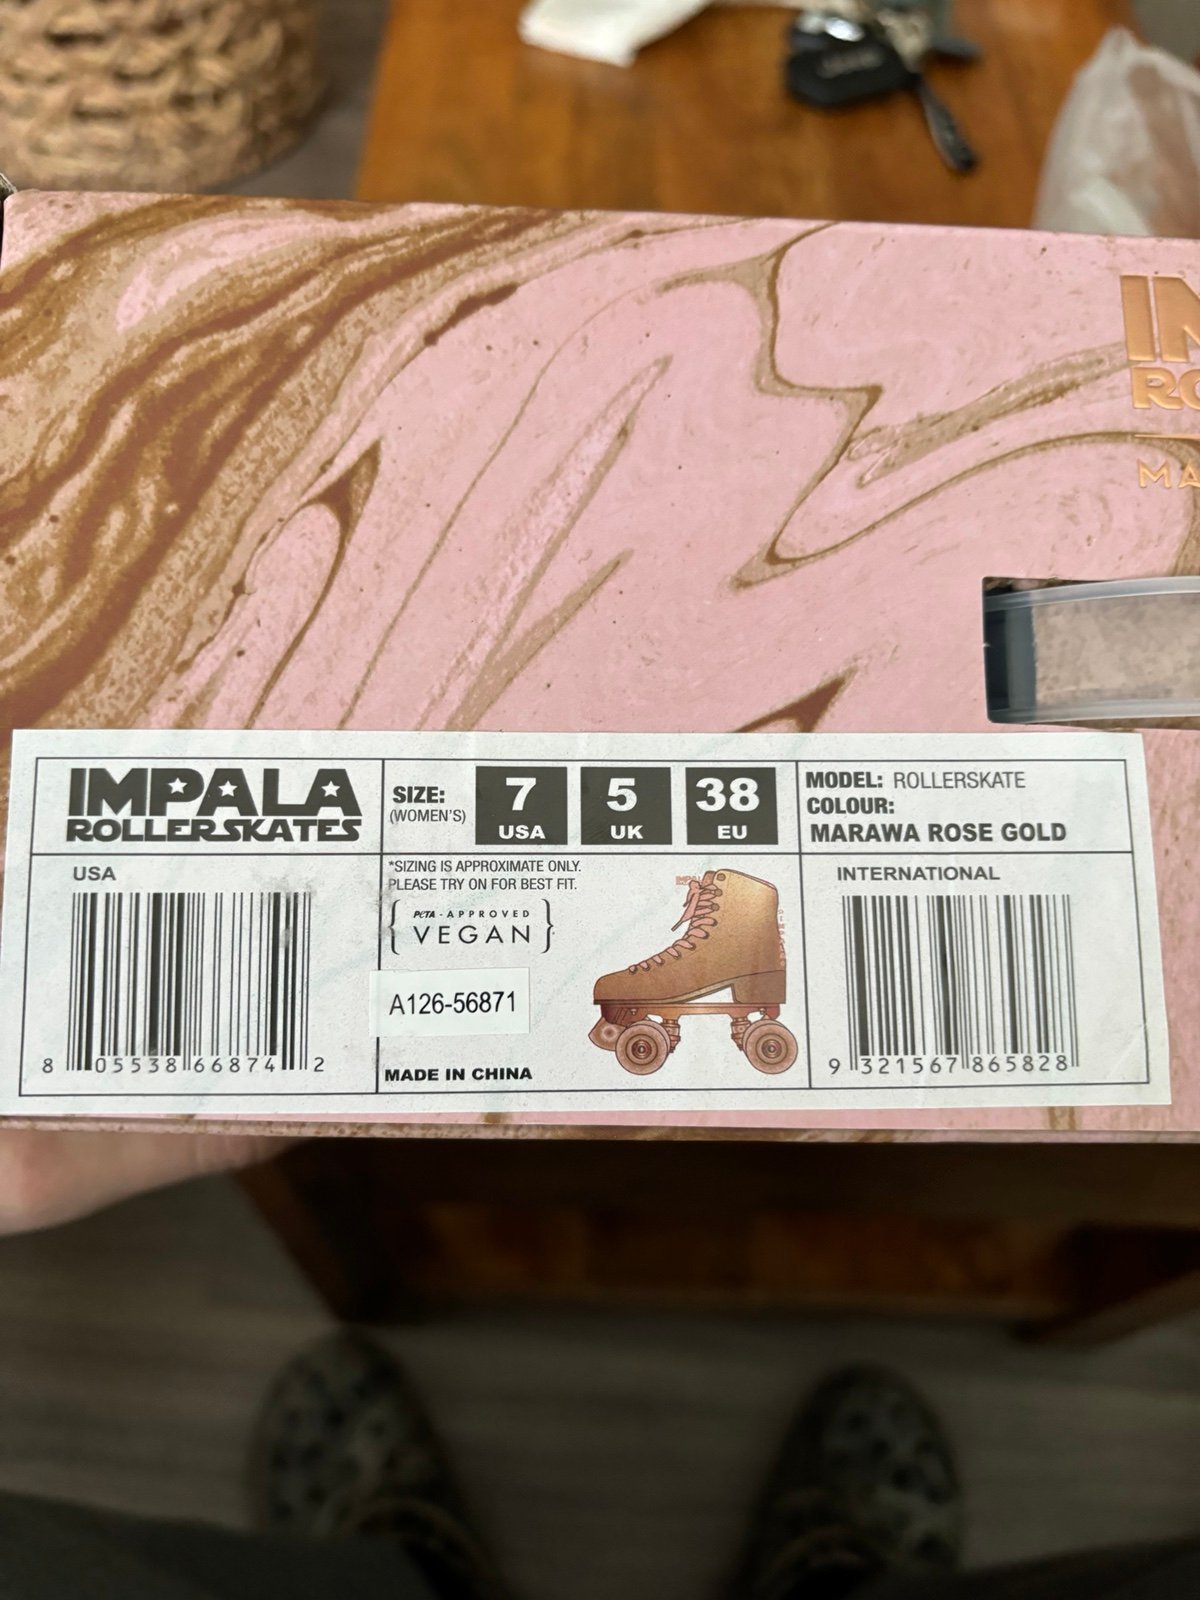 IMPALA
ROLLERSKATES
SIZE:
(WOMEN'S)
7
USA
5
UK
38
EU
MODEL: ROLLERSKATE
COLOUR:
MARAWA ROSE GOLD
USA
8 05538 66874 2
*SIZING IS APPROXIMATE ONLY.
PLEASE TRY ON FOR BEST FIT.
PETA - APPROVED
VEGAN
A126-56871
MADE IN CHINA
INTERNATIONAL
9 321567 865828